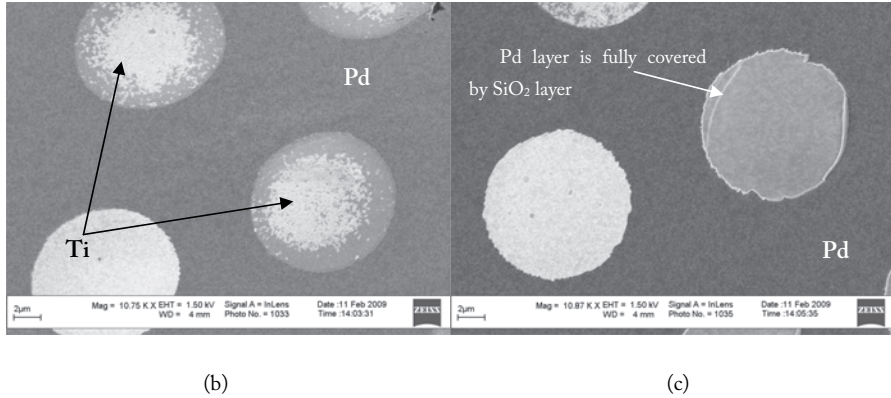 Pd
Ti
2µm
Mag = 10.75 K X EHT = 1.50 kV Signal A = InLens Date :11 Feb 2009
WD = 4 mm Photo No. = 1033 Time :14:03:31
ZEISS
(b)
Pd layer is fully covered
by SiO₂ layer
Pd
2µm
Mag = 10.87 K X EHT = 1.50 kV Signal A = InLens Date :11 Feb 2009
WD = 4 mm Photo No. = 1035 Time :14:05:35
ZEISS
(c)